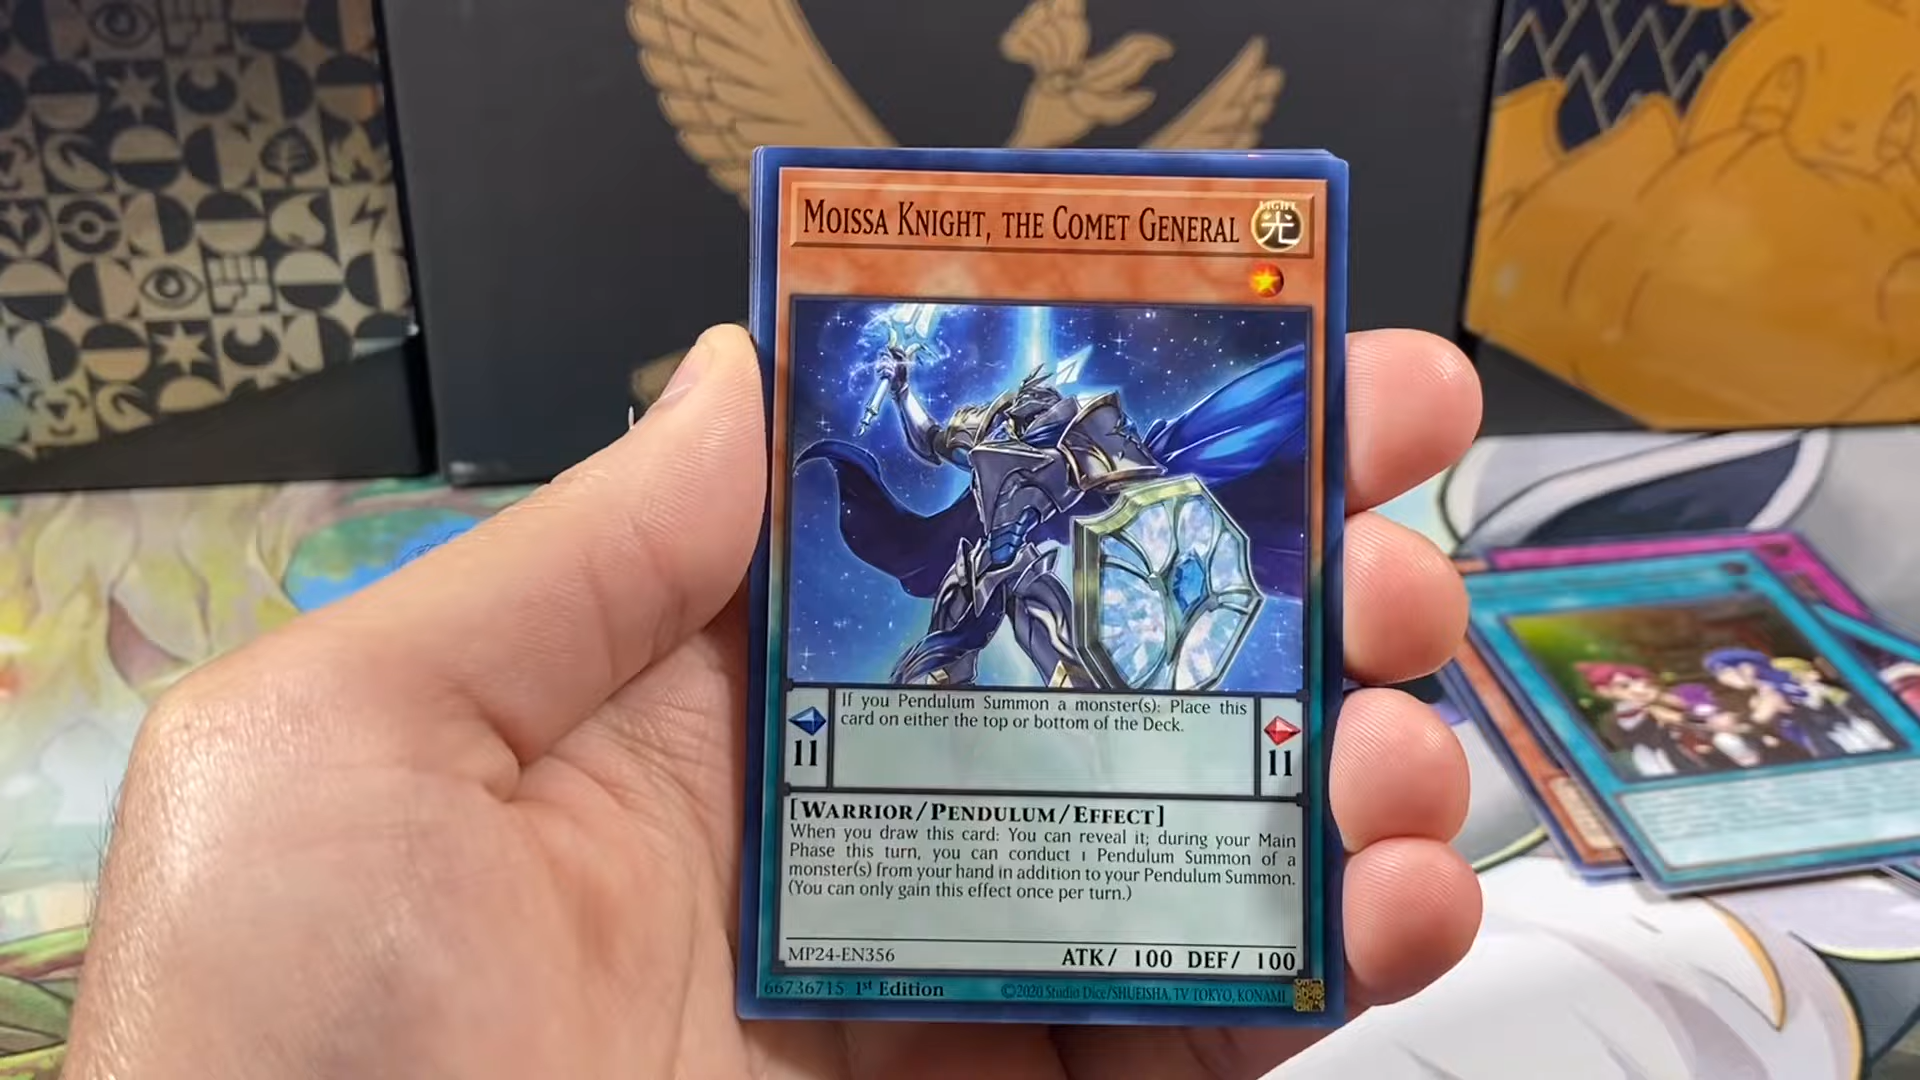 MOISSA KNIGHT, THE COMET GENERAL
LIGHT
光
If you Pendulum Summon a monster(s): Place this
card on either the top or bottom of the Deck.
11
11
[WARRIOR/PENDULUM/EFFECT]
When you draw this card: You can reveal it; during your Main
Phase this turn, you can conduct 1 Pendulum Summon of a
monster(s) from your hand in addition to your Pendulum Summon.
(You can only gain this effect once per turn.)
MP24-EN356
ATK/ 100 DEF/ 100
66736715 1st Edition
©2020 Studio Dice/SHUEISHA, TV TOKYO, KONAMI